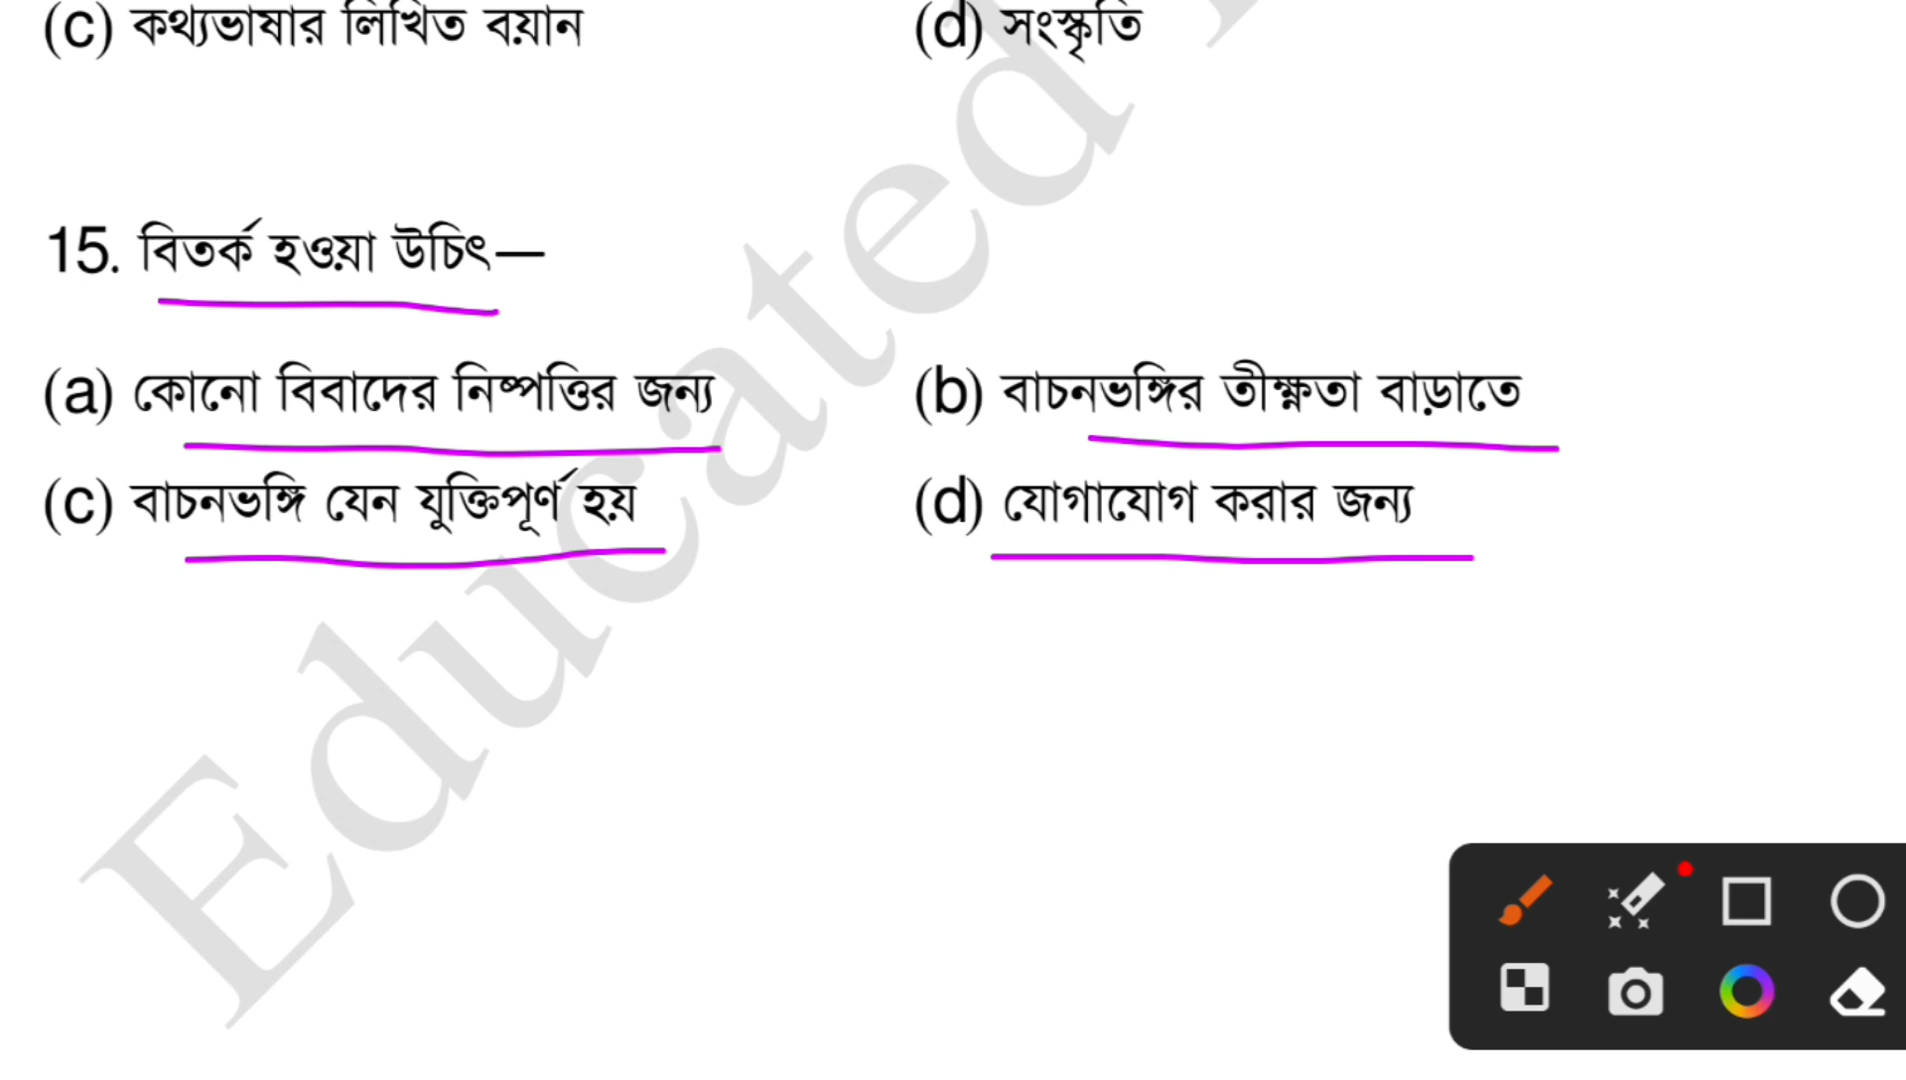 (c) কথ্যভাষার লিখিত বয়ান (d) সংস্কৃতি
15. বিতর্ক হওয়া উচিৎ—
(a) কোনো বিবাদের নিষ্পত্তির জন্য (b) বাচনভঙ্গির তীক্ষ্ণতা বাড়াতে
(c) বাচনভঙ্গি যেন যুক্তিপূর্ণ হয় (d) যোগাযোগ করার জন্য
Educated